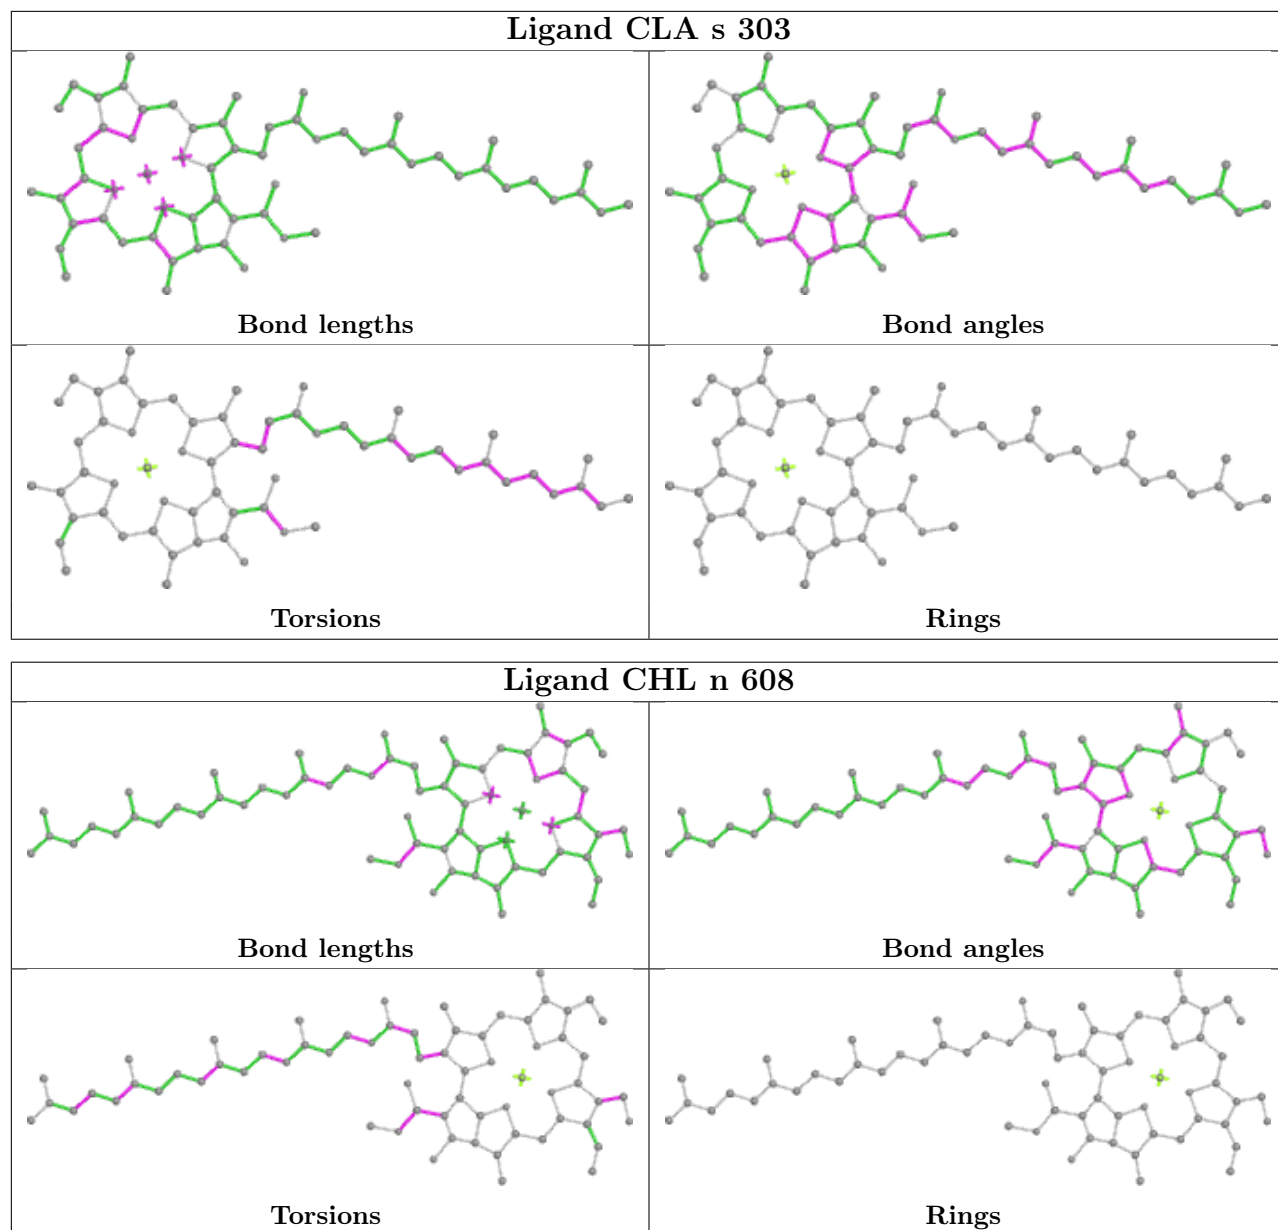 Ligand CLA s 303
Bond lengths
Bond angles
Torsions
Rings
Ligand CHL n 608
Bond lengths
Bond angles
Torsions
Rings